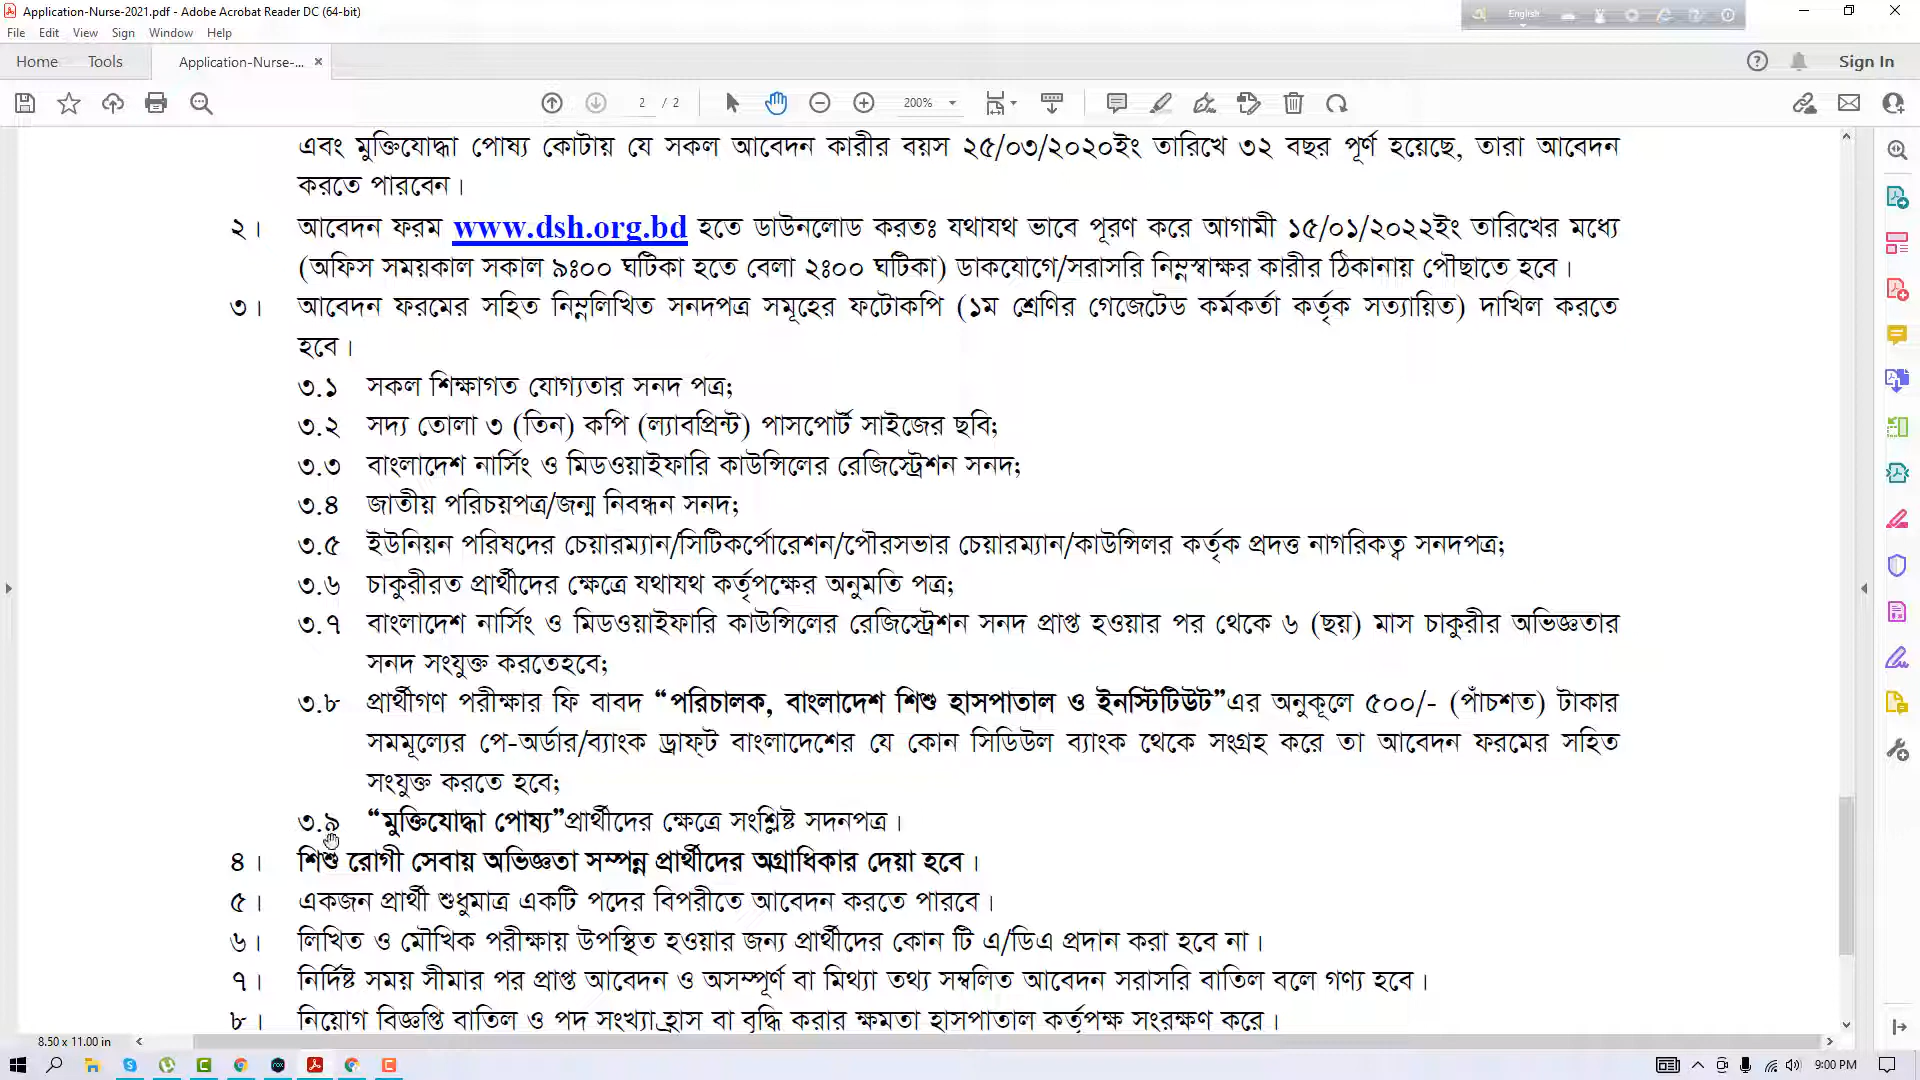 Application-Nurse-2021.pdf - Adobe Acrobat Reader DC (64-bit)
English
File Edit View Sign Window Help
Home Tools Application-Nurse-... × Sign In
2 / 2 200%
এবং মুক্তিযোদ্ধা পোষ্য কোটায় যে সকল আবেদন কারীর বয়স ২৫/০৩/২০২০ইং তারিখে ৩২ বছর পূর্ণ হয়েছে, তারা আবেদন
করতে পারবেন।
২। আবেদন ফরম www.dsh.org.bd হতে ডাউনলোড করতঃ যথাযথ ভাবে পূরণ করে আগামী ১৫/০১/২০২২ইং তারিখের মধ্যে
(অফিস সময়কাল সকাল ৯ঃ০০ ঘটিকা হতে বেলা ২ঃ০০ ঘটিকা) ডাকযোগে/সরাসরি নিম্নস্বাক্ষর কারীর ঠিকানায় পৌছাতে হবে।
৩। আবেদন ফরমের সহিত নিম্নলিখিত সনদপত্র সমূহের ফটোকপি (১ম শ্রেণির গেজেটেড কর্মকর্তা কর্তৃক সত্যায়িত) দাখিল করতে
হবে।
৩.১ সকল শিক্ষাগত যোগ্যতার সনদ পত্র;
৩.২ সদ্য তোলা ৩ (তিন) কপি (ল্যাবপ্রিন্ট) পাসপোর্ট সাইজের ছবি;
৩.৩ বাংলাদেশ নার্সিং ও মিডওয়াইফারি কাউন্সিলের রেজিস্ট্রেশন সনদ;
৩.৪ জাতীয় পরিচয়পত্র/জন্ম নিবন্ধন সনদ;
৩.৫ ইউনিয়ন পরিষদের চেয়ারম্যান/সিটিকর্পোরেশন/পৌরসভার চেয়ারম্যান/কাউন্সিলর কর্তৃক প্রদত্ত নাগরিকত্ব সনদপত্র;
৩.৬ চাকুরীরত প্রার্থীদের ক্ষেত্রে যথাযথ কর্তৃপক্ষের অনুমতি পত্র;
৩.৭ বাংলাদেশ নার্সিং ও মিডওয়াইফারি কাউন্সিলের রেজিস্ট্রেশন সনদ প্রাপ্ত হওয়ার পর থেকে ৬ (ছয়) মাস চাকুরীর অভিজ্ঞতার
সনদ সংযুক্ত করতেহবে;
৩.৮ প্রার্থীগণ পরীক্ষার ফি বাবদ “পরিচালক, বাংলাদেশ শিশু হাসপাতাল ও ইনস্টিটিউট”এর অনুকূলে ৫০০/- (পাঁচশত) টাকার
সমমূল্যের পে-অর্ডার/ব্যাংক ড্রাফ্ট বাংলাদেশের যে কোন সিডিউল ব্যাংক থেকে সংগ্রহ করে তা আবেদন ফরমের সহিত
সংযুক্ত করতে হবে;
৩.৯ “মুক্তিযোদ্ধা পোষ্য”প্রার্থীদের ক্ষেত্রে সংশ্লিষ্ট সদনপত্র।
৪। শিশু রোগী সেবায় অভিজ্ঞতা সম্পন্ন প্রার্থীদের অগ্রাধিকার দেয়া হবে।
৫। একজন প্রার্থী শুধুমাত্র একটি পদের বিপরীতে আবেদন করতে পারবে।
৬। লিখিত ও মৌখিক পরীক্ষায় উপস্থিত হওয়ার জন্য প্রার্থীদের কোন টি এ/ডিএ প্রদান করা হবে না।
৭। নির্দিষ্ট সময় সীমার পর প্রাপ্ত আবেদন ও অসম্পূর্ণ বা মিথ্যা তথ্য সম্বলিত আবেদন সরাসরি বাতিল বলে গণ্য হবে।
৮। নিয়োগ বিজ্ঞপ্তি বাতিল ও পদ সংখ্যা হ্রাস বা বৃদ্ধি করার ক্ষমতা হাসপাতাল কর্তৃপক্ষ সংরক্ষণ করে।
8.50 x 11.00 in
9:00 PM